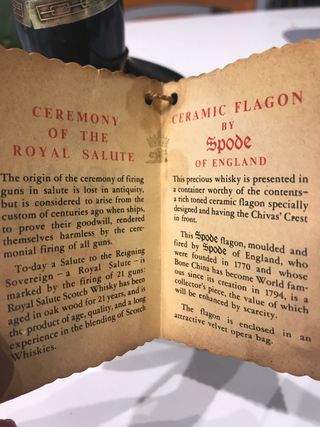 CEREMONY
OF THE
ROYAL SALUTE
The origin of the ceremony of firing
guns in salute is lost in antiquity,
but is considered to arise from the
custom of centuries ago when ships,
to prove their goodwill, rendered
themselves harmless by the cere-
monial firing of all guns.
To-day a Salute to the Reigning
Sovereign – a Royal Salute – is
marked by the firing of 21 guns:
Royal Salute Scotch Whisky has been
aged in oak wood for 21 years, and is
the product of age, quality, and a long
experience in the blending of Scotch
Whiskies.
CERAMIC FLAGON
BY
Spode
OF ENGLAND
This precious whisky is presented in
a container worthy of the contents–
a rich toned ceramic flagon specially
designed and having the Chivas' Crest
in front.
This Spode flagon, moulded and
fired by Spode of England, who
were founded in 1770 and whose
Bone China has become World fam-
ous since its creation in 1794, is a
collector's piece, the value of which
will be enhanced by scarcity.
The flagon is enclosed in an
attractive velvet opera bag.